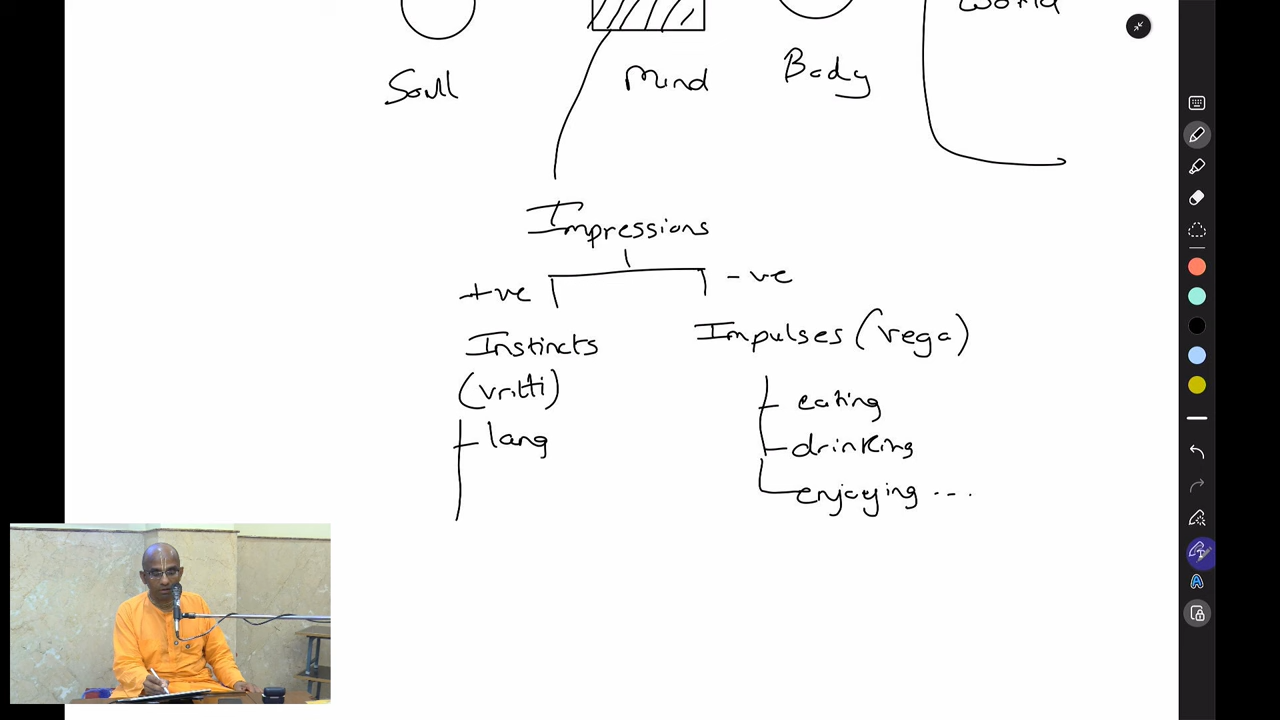 World
Soul
Mind
Body
Impressions
+ve
-ve
Instincts
Impulses (vega)
(vritti)
eating
lang
drinking
enjoying ...